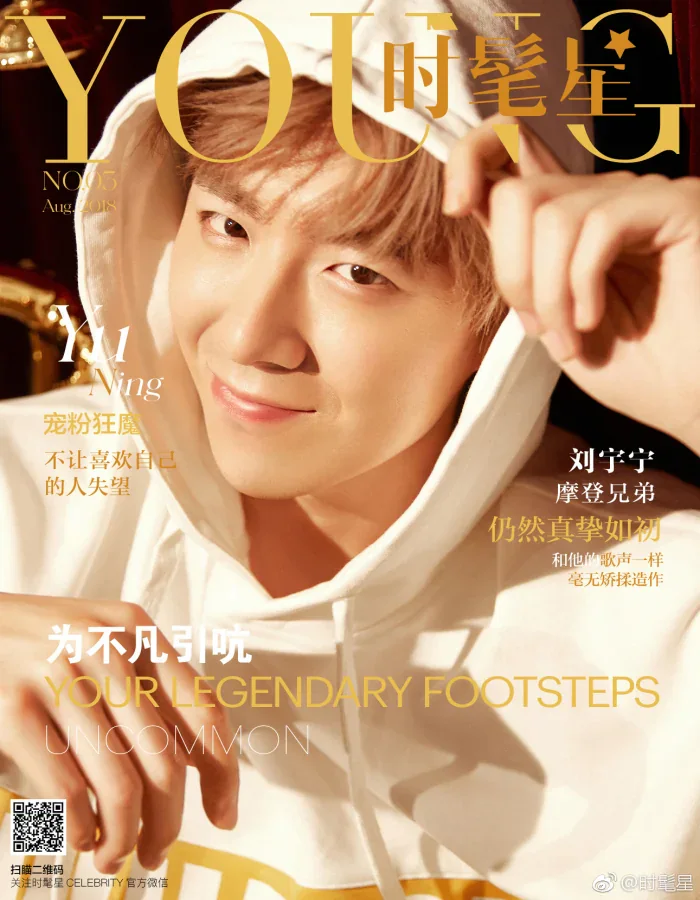 YOUNG
时髦星
NO.05
Aug, 2018
Yu
Ning
宠粉狂魔
不让喜欢自己
的人失望
刘宇宁
摩登兄弟
仍然真挚如初
和他的歌声一样
毫无矫揉造作
为不凡引吭
YOUR LEGENDARY FOOTSTEPS
UNCOMMON
扫瞄二维码
关注时髦星 CELEBRITY 官方微信
@时髦星